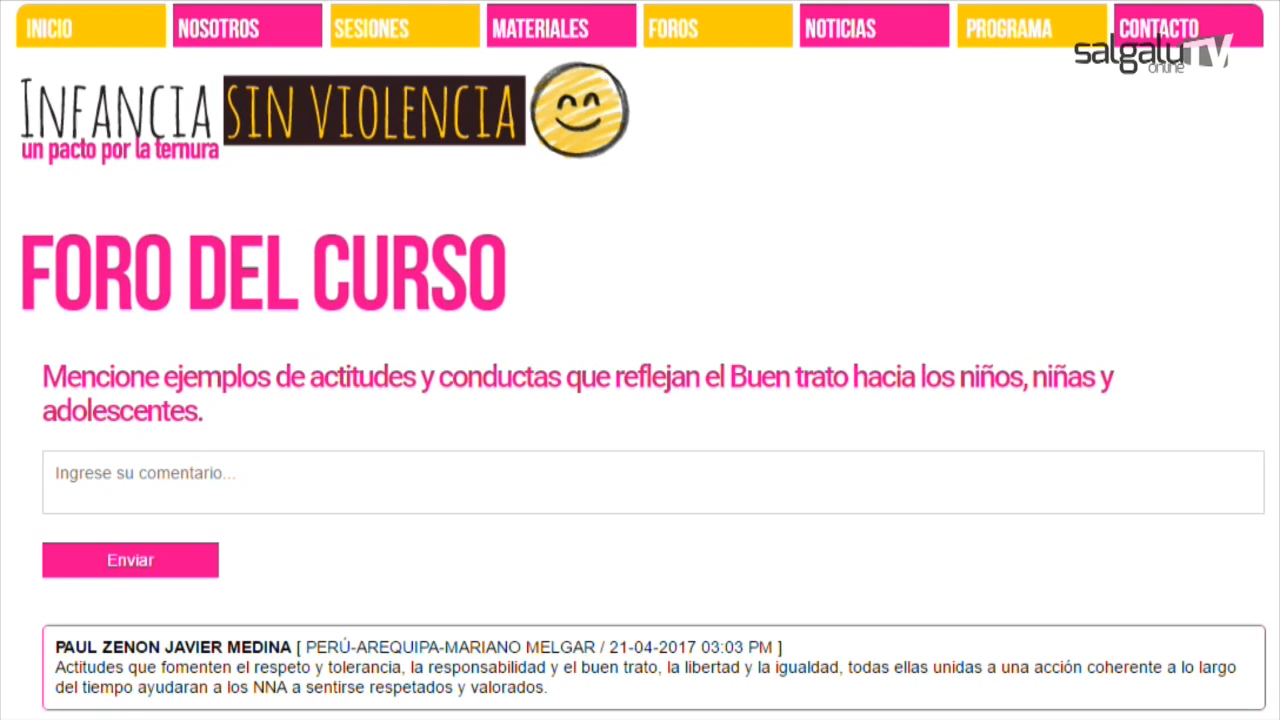 INICIO
NOSOTROS
SESIONES
MATERIALES
FOROS
NOTICIAS
PROGRAMA
CONTACTO
salgaluTV
online
INFANCIA SIN VIOLENCIA
un pacto por la ternura
FORO DEL CURSO
Mencione ejemplos de actitudes y conductas que reflejan el Buen trato hacia los niños, niñas y
adolescentes.
Ingrese su comentario...
Enviar
PAUL ZENON JAVIER MEDINA [ PERÚ-AREQUIPA-MARIANO MELGAR / 21-04-2017 03:03 PM ]
Actitudes que fomenten el respeto y tolerancia, la responsabilidad y el buen trato, la libertad y la igualdad, todas ellas unidas a una acción coherente a lo largo
del tiempo ayudaran a los NNA a sentirse respetados y valorados.